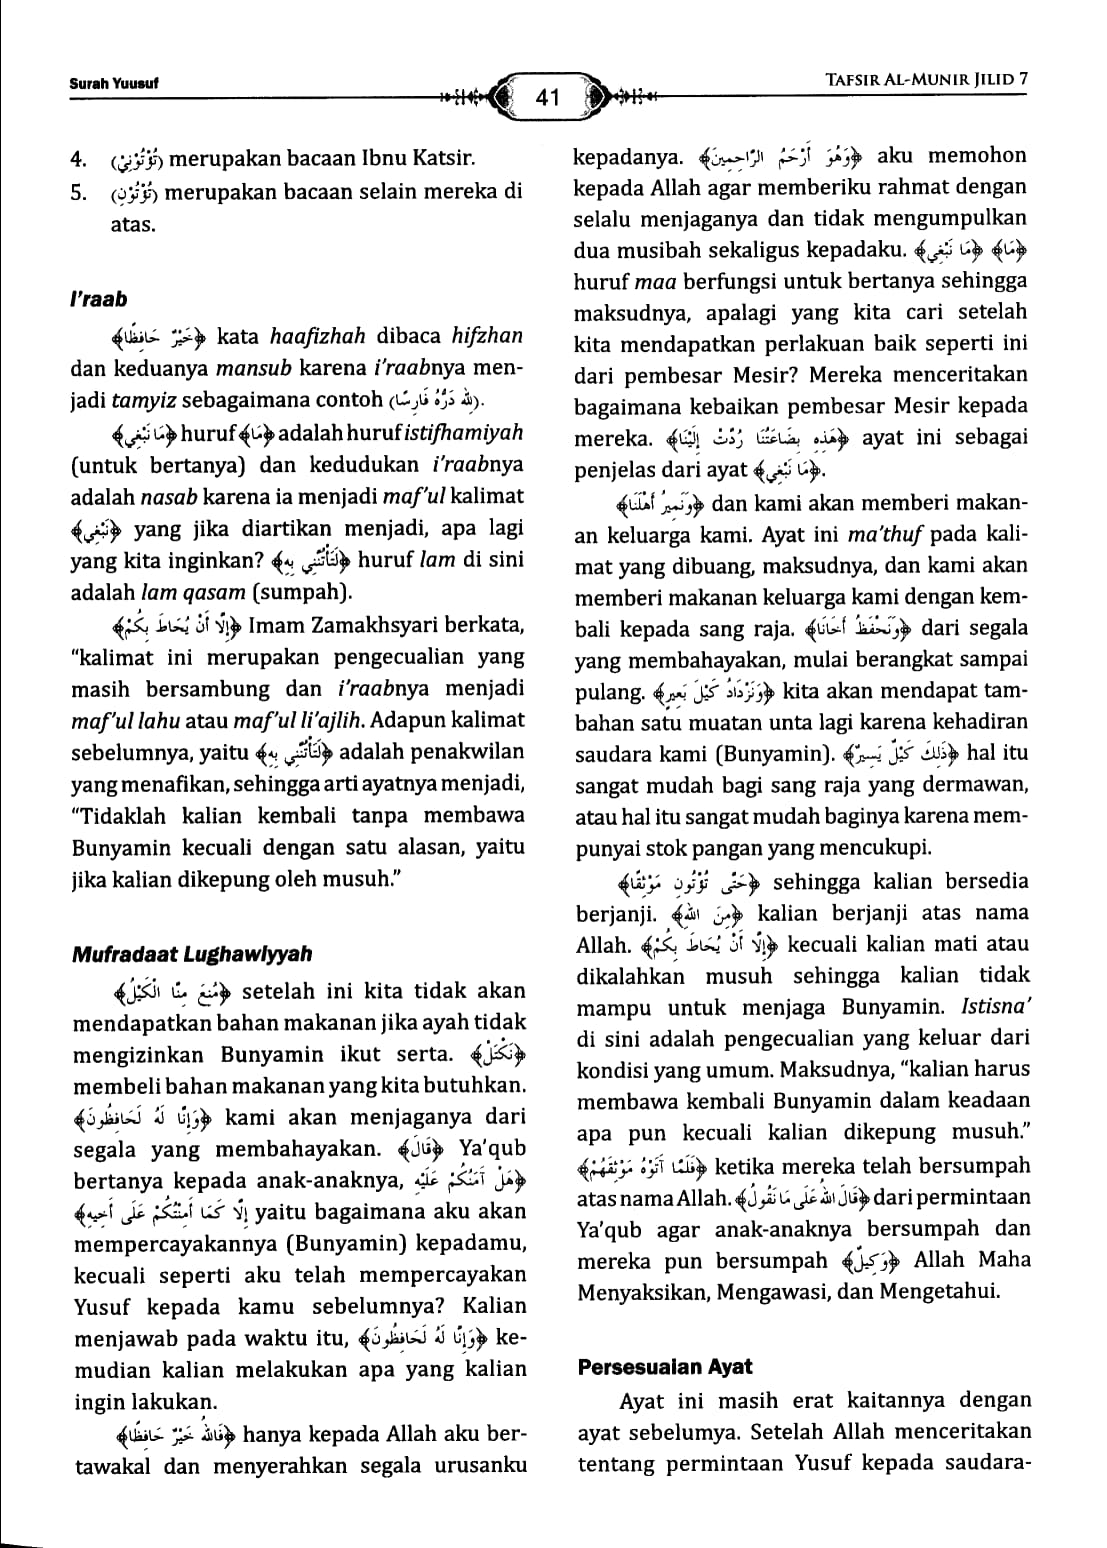 Surah Yuusuf
41
TAFSIR AL-MUNIR JILID 7
4. (تُؤْتُوْنِيْ) merupakan bacaan Ibnu Katsir.
5. (تُؤْتُوْنِ) merupakan bacaan selain mereka di
atas.
I’raab
﴿خَيْرٌ حَافِظًا﴾ kata haafizhah dibaca hifzhan
dan keduanya mansub karena i’raabnya men-
jadi tamyiz sebagaimana contoh (لله دَرُّهُ فَارِسًا).
﴿مَا نَبْغِي﴾ huruf ﴿مَا﴾ adalah huruf istifhamiyah
(untuk bertanya) dan kedudukan i’raabnya
adalah nasab karena ia menjadi maf’ul kalimat
﴿نَبْغِي﴾ yang jika diartikan menjadi, apa lagi
yang kita inginkan? ﴿لَتَأْتُنَّنِي بِهِ﴾ huruf lam di sini
adalah lam qasam (sumpah).
﴿إِلَّا أَنْ يُحَاطَ بِكُمْ﴾ Imam Zamakhsyari berkata,
“kalimat ini merupakan pengecualian yang
masih bersambung dan i’raabnya menjadi
maf’ul lahu atau maf’ul li’ajlih. Adapun kalimat
sebelumnya, yaitu ﴿لَتَأْتُنَّنِي بِهِ﴾ adalah penakwilan
yang menafikan, sehingga arti ayatnya menjadi,
“Tidaklah kalian kembali tanpa membawa
Bunyamin kecuali dengan satu alasan, yaitu
jika kalian dikepung oleh musuh.”
Mufradaat Lughawiyyah
﴿مُنِعَ مِنَّا الْكَيْلُ﴾ setelah ini kita tidak akan
mendapatkan bahan makanan jika ayah tidak
mengizinkan Bunyamin ikut serta. ﴿نَكْتَلْ﴾
membeli bahan makanan yang kita butuhkan.
﴿وَإِنَّا لَهُ لَحَافِظُونَ﴾ kami akan menjaganya dari
segala yang membahayakan. ﴿قَالَ﴾ Ya’qub
bertanya kepada anak-anaknya, ﴿هَلْ آمَنُكُمْ عَلَيْهِ
إِلَّا كَمَا أَمِنْتُكُمْ عَلَى أَخِيهِ﴾ yaitu bagaimana aku akan
mempercayakannya (Bunyamin) kepadamu,
kecuali seperti aku telah mempercayakan
Yusuf kepada kamu sebelumnya? Kalian
menjawab pada waktu itu, ﴿وَإِنَّا لَهُ لَحَافِظُونَ﴾ ke-
mudian kalian melakukan apa yang kalian
ingin lakukan.
﴿فَاللهُ خَيْرٌ حَافِظًا﴾ hanya kepada Allah aku ber-
tawakal dan menyerahkan segala urusanku
kepadanya. ﴿وَهُوَ أَرْحَمُ الرَّاحِمِينَ﴾ aku memohon
kepada Allah agar memberiku rahmat dengan
selalu menjaganya dan tidak mengumpulkan
dua musibah sekaligus kepadaku. ﴿مَا نَبْغِي﴾ ﴿مَا﴾
huruf maa berfungsi untuk bertanya sehingga
maksudnya, apalagi yang kita cari setelah
kita mendapatkan perlakuan baik seperti ini
dari pembesar Mesir? Mereka menceritakan
bagaimana kebaikan pembesar Mesir kepada
mereka. ﴿هَذِهِ بِضَاعَتُنَا رُدَّتْ إِلَيْنَا﴾ ayat ini sebagai
penjelas dari ayat ﴿مَا نَبْغِي﴾.
﴿وَنَمِيرُ أَهْلَنَا﴾ dan kami akan memberi makan-
an keluarga kami. Ayat ini ma’thuf pada kali-
mat yang dibuang, maksudnya, dan kami akan
memberi makanan keluarga kami dengan kem-
bali kepada sang raja. ﴿وَنَحْفَظُ أَخَانَا﴾ dari segala
yang membahayakan, mulai berangkat sampai
pulang. ﴿وَنَزْدَادُ كَيْلَ بَعِيرٍ﴾ kita akan mendapat tam-
bahan satu muatan unta lagi karena kehadiran
saudara kami (Bunyamin). ﴿ذَلِكَ كَيْلٌ يَسِيرٌ﴾ hal itu
sangat mudah bagi sang raja yang dermawan,
atau hal itu sangat mudah baginya karena mem-
punyai stok pangan yang mencukupi.
﴿حَتَّى تُؤْتُونِ مَوْثِقًا﴾ sehingga kalian bersedia
berjanji. ﴿مِنَ اللهِ﴾ kalian berjanji atas nama
Allah. ﴿إِلَّا أَنْ يُحَاطَ بِكُمْ﴾ kecuali kalian mati atau
dikalahkan musuh sehingga kalian tidak
mampu untuk menjaga Bunyamin. Istisna’
di sini adalah pengecualian yang keluar dari
kondisi yang umum. Maksudnya, “kalian harus
membawa kembali Bunyamin dalam keadaan
apa pun kecuali kalian dikepung musuh.”
﴿فَلَمَّا آتَوْهُ مَوْثِقَهُمْ﴾ ketika mereka telah bersumpah
atas nama Allah. ﴿قَالَ اللهُ عَلَى مَا نَقُولُ﴾ dari permintaan
Ya’qub agar anak-anaknya bersumpah dan
mereka pun bersumpah ﴿وَكِيلٌ﴾ Allah Maha
Menyaksikan, Mengawasi, dan Mengetahui.
Persesuaian Ayat
Ayat ini masih erat kaitannya dengan
ayat sebelumya. Setelah Allah menceritakan
tentang permintaan Yusuf kepada saudara-